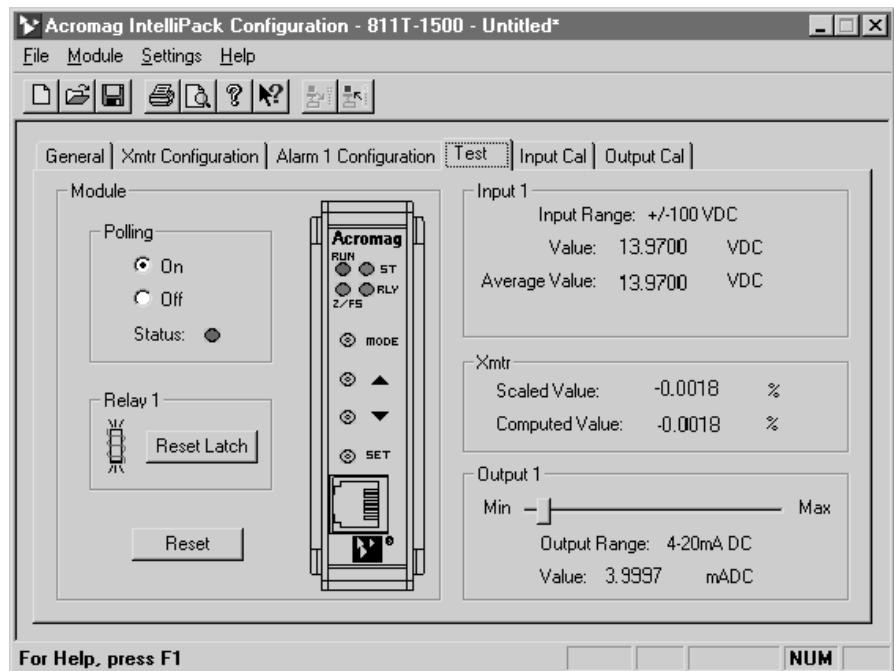 Acromag IntelliPack Configuration - 811T-1500 - Untitled*
File Module Settings Help
General Xmtr Configuration Alarm 1 Configuration Test Input Cal Output Cal
Module
Polling
On
Off
Status:
Relay 1
Reset Latch
Reset
Acromag
RUN
ST
RLY
Z/FS
MODE
SET
®
Input 1
Input Range: +/-100 VDC
Value: 13.9700 VDC
Average Value: 13.9700 VDC
Xmtr
Scaled Value: -0.0018 %
Computed Value: -0.0018 %
Output 1
Min Max
Output Range: 4-20mA DC
Value: 3.9997 mADC
For Help, press F1 NUM